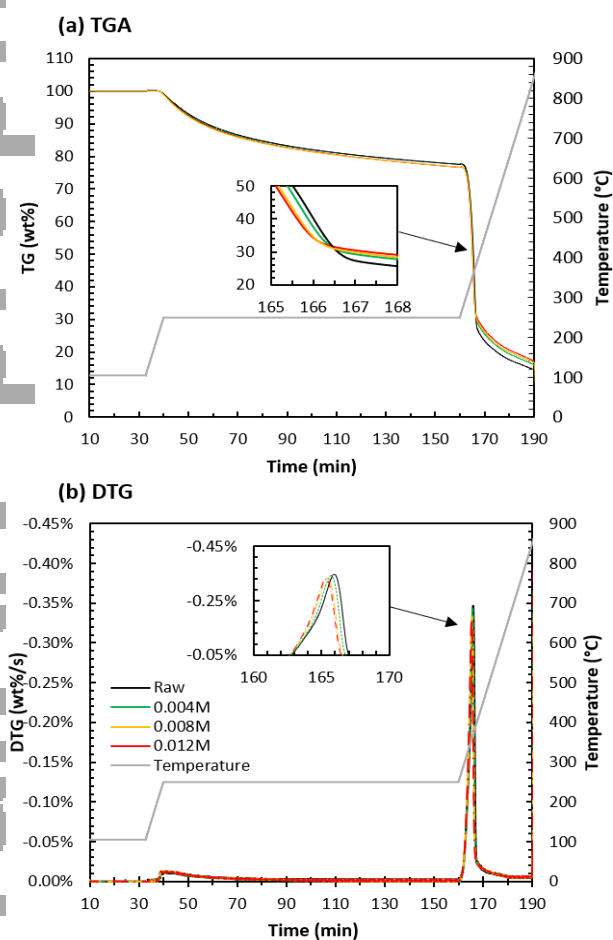 (a) TGA
110
100
90
80
70
60
50
40
30
20
10
0
TG (wt%)
900
800
700
600
500
400
300
200
100
0
Temperature (°C)
50
40
30
20
165 166 167 168
10 30 50 70 90 110 130 150 170 190
Time (min)
(b) DTG
-0.45%
-0.40%
-0.35%
-0.30%
-0.25%
-0.20%
-0.15%
-0.10%
-0.05%
0.00%
DTG (wt%/s)
900
800
700
600
500
400
300
200
100
0
Temperature (°C)
-0.45%
-0.25%
-0.05%
160 165 170
Raw
0.004M
0.008M
0.012M
Temperature
10 30 50 70 90 110 130 150 170 190
Time (min)